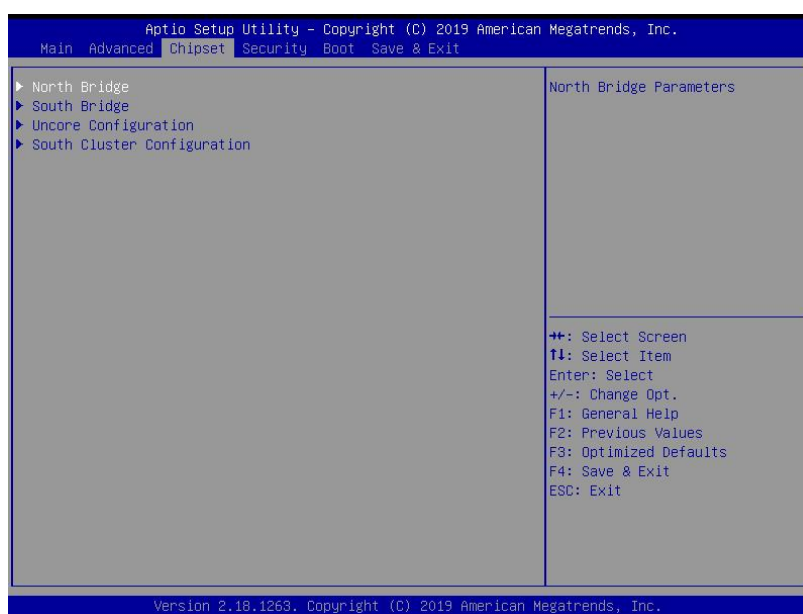 Aptio Setup Utility – Copyright (C) 2019 American Megatrends, Inc.
Main Advanced Chipset Security Boot Save & Exit
North Bridge
South Bridge
Uncore Configuration
South Cluster Configuration
North Bridge Parameters
→←: Select Screen
↑↓: Select Item
Enter: Select
+/-: Change Opt.
F1: General Help
F2: Previous Values
F3: Optimized Defaults
F4: Save & Exit
ESC: Exit
Version 2.18.1263. Copyright (C) 2019 American Megatrends, Inc.